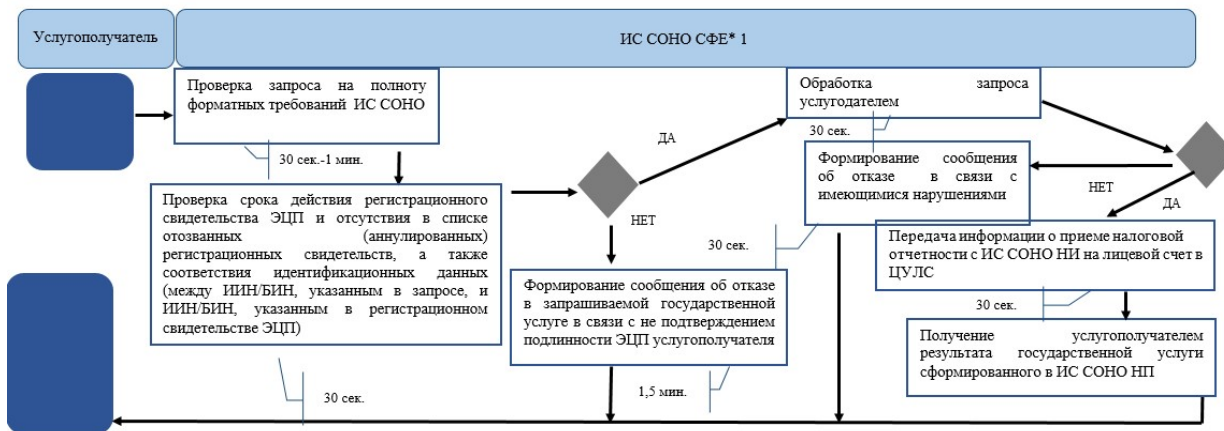 Услугополучатель
ИС СОНО СФЕ* 1
Проверка запроса на полноту
форматных требований ИС СОНО
30 сек.-1 мин.
Проверка срока действия регистрационного
свидетельства ЭЦП и отсутствия в списке
отозванных (аннулированных)
регистрационных свидетельств, а также
соответствия идентификационных данных
(между ИИН/БИН, указанным в запросе, и
ИИН/БИН, указанным в регистрационном
свидетельстве ЭЦП)
30 сек.
ДА
НЕТ
Формирование сообщения об отказе
в запрашиваемой государственной
услуге в связи с не подтверждением
подлинности ЭЦП услугополучателя
1,5 мин.
Обработка запроса
услугодателем
30 сек.
Формирование сообщения
об отказе в связи с
имеющимися нарушениями
30 сек.
НЕТ
ДА
Передача информации о приеме налоговой
отчетности с ИС СОНО НИ на лицевой счет в
ЦУЛС
30 сек.
Получение услугополучателем
результата государственной услуги
сформированного в ИС СОНО НП